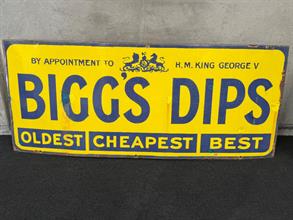 BY APPOINTMENT TO H.M. KING GEORGE V
BIGG'S DIPS
OLDEST CHEAPEST BEST